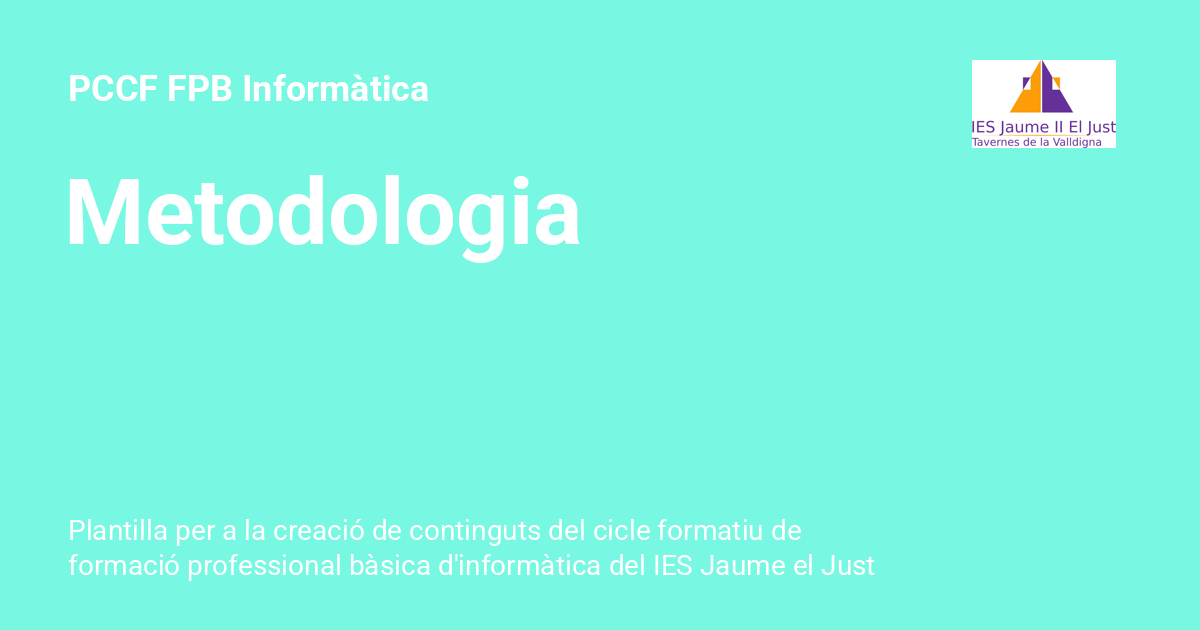 PCCF FPB Informàtica
IES Jaume II El Just
Tavernes de la Valldigna
Metodologia
Plantilla per a la creació de continguts del cicle formatiu de
formació professional bàsica d'informàtica del IES Jaume el Just